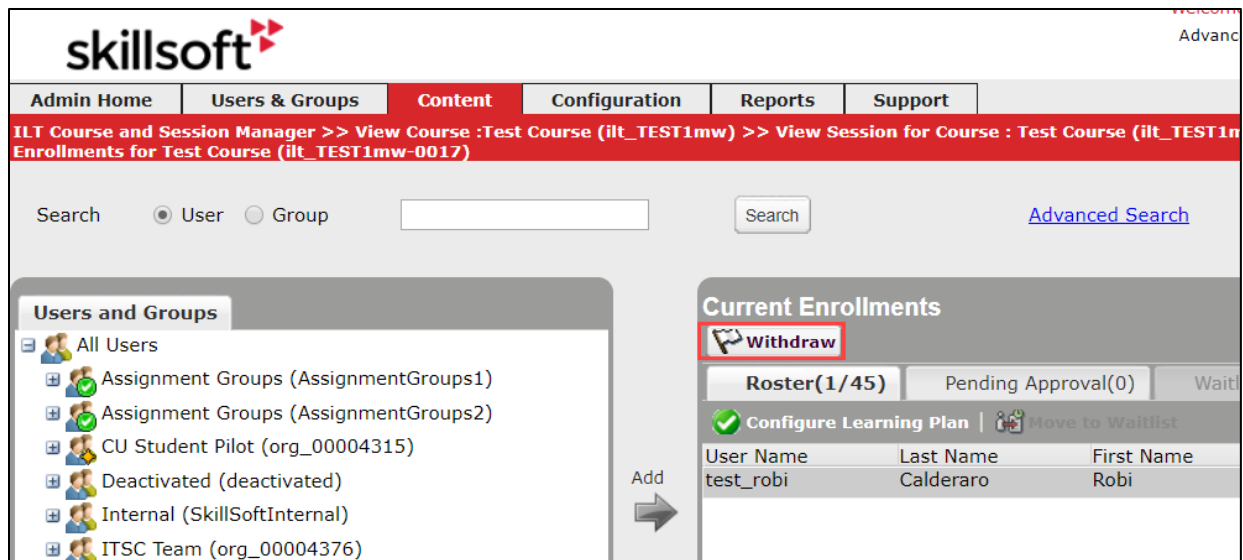 skillsoft
Advanc
Admin Home Users & Groups Content Configuration Reports Support
ILT Course and Session Manager >> View Course :Test Course (ilt_TEST1mw) >> View Session for Course : Test Course (ilt_TEST1m
Enrollments for Test Course (ilt_TEST1mw-0017)
Search User Group Search Advanced Search
Users and Groups
All Users
Assignment Groups (AssignmentGroups1)
Assignment Groups (AssignmentGroups2)
CU Student Pilot (org_00004315)
Deactivated (deactivated)
Internal (SkillSoftInternal)
ITSC Team (org_00004376)
Add
Current Enrollments
Withdraw
Roster(1/45) Pending Approval(0) Waitl
Configure Learning Plan | Move to Waitlist
User Name Last Name First Name
test_robi Calderaro Robi